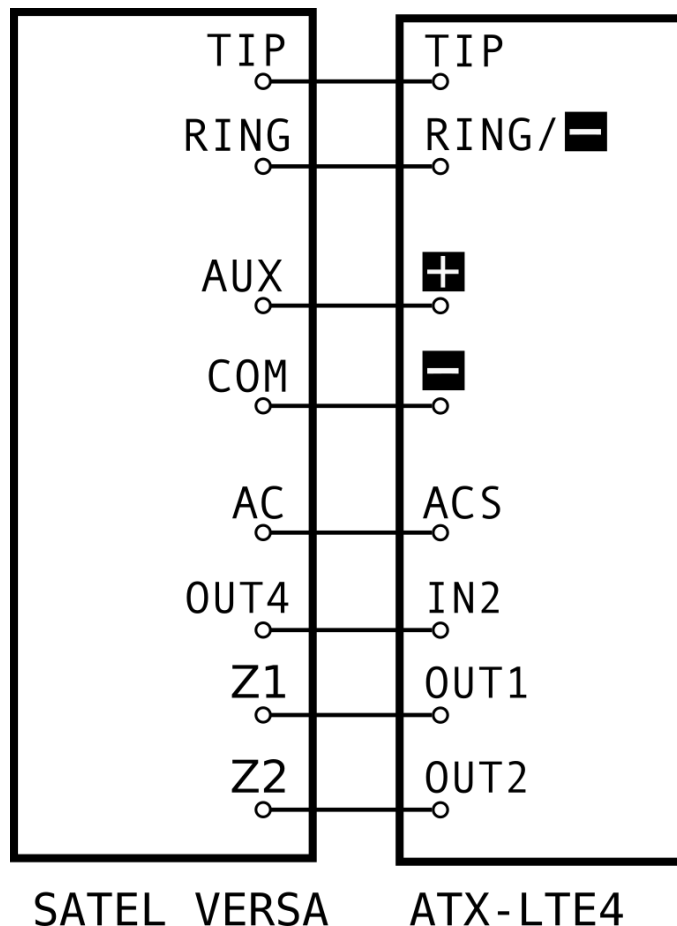 TIP TIP
RING RING/-
AUX +
COM -
AC ACS
OUT4 IN2
Z1 OUT1
Z2 OUT2
SATEL VERSA ATX-LTE4